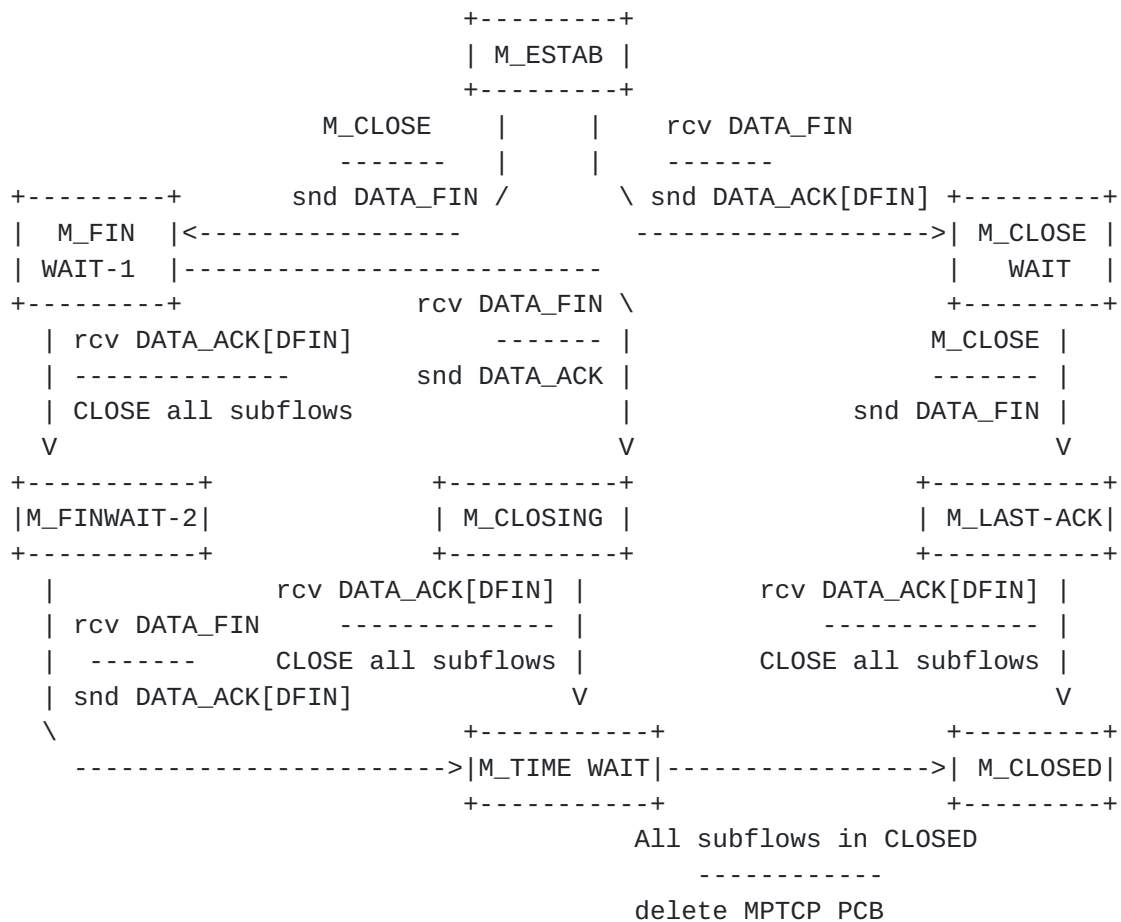 +---------+
| M_ESTAB |
+---------+
M_CLOSE    |     |    rcv DATA_FIN
-------   |     |    -------
+---------+       snd DATA_FIN /       \ snd DATA_ACK[DFIN] +---------+
|  M_FIN  |<-----------------           ------------------->| M_CLOSE |
| WAIT-1  |---------------------------                      |   WAIT  |
+---------+               rcv DATA_FIN \                    +---------+
| rcv DATA_ACK[DFIN]         ------- |                   M_CLOSE |
| --------------        snd DATA_ACK |                   ------- |
| CLOSE all subflows                 |              snd DATA_FIN |
V                                    V                           V
+-----------+              +-----------+                  +-----------+
|M_FINWAIT-2|              | M_CLOSING |                  | M_LAST-ACK|
+-----------+              +-----------+                  +-----------+
|              rcv DATA_ACK[DFIN] |           rcv DATA_ACK[DFIN] |
| rcv DATA_FIN     -------------- |               -------------- |
|  -------     CLOSE all subflows |           CLOSE all subflows |
| snd DATA_ACK[DFIN]              V                              V
\                          +-----------+                  +---------+
------------------------>|M_TIME WAIT|----------------->| M_CLOSED|
+-----------+                  +---------+
All subflows in CLOSED
------------
delete MPTCP PCB